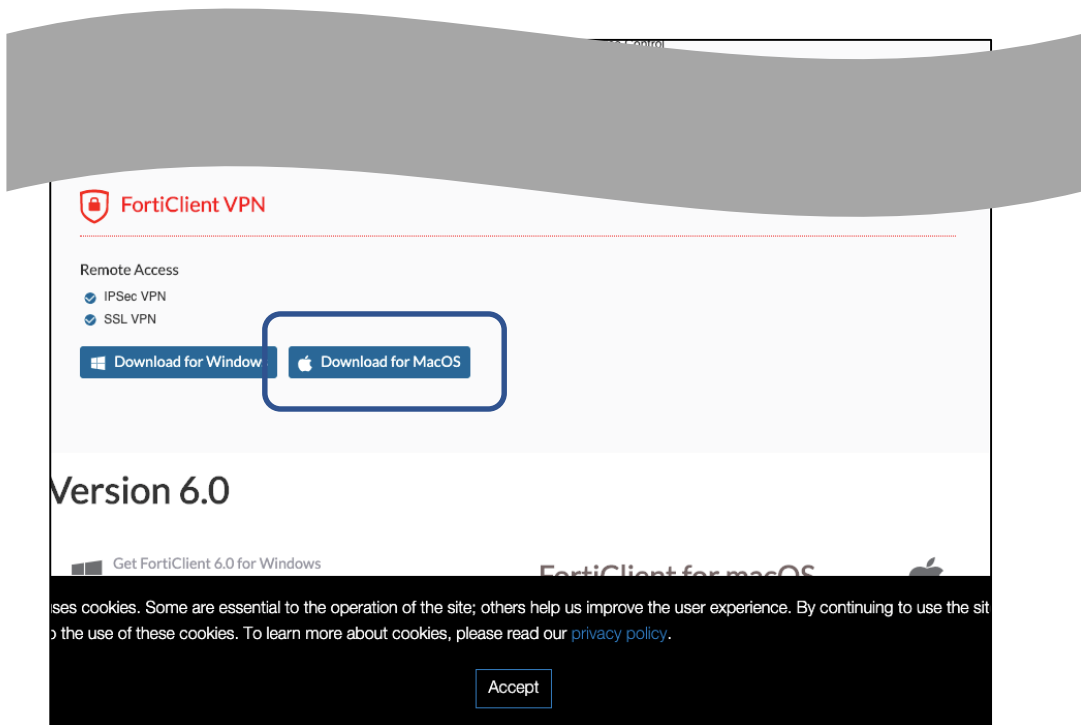 Control
FortiClient VPN
Remote Access
IPSec VPN
SSL VPN
Download for Window
Download for MacOS
Version 6.0
Get FortiClient 6.0 for Windows
FortiClient for macOS
ses cookies. Some are essential to the operation of the site; others help us improve the user experience. By continuing to use the sit
the use of these cookies. To learn more about cookies, please read our privacy policy.
Accept